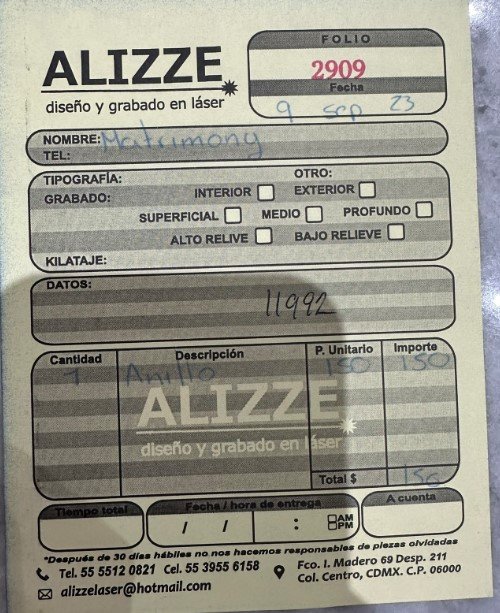 ALIZZE
diseño y grabado en láser
FOLIO
2909
Fecha
9 sep 23
NOMBRE: Matrimony
TEL:
TIPOGRAFÍA: OTRO:
GRABADO: INTERIOR EXTERIOR
SUPERFICIAL MEDIO PROFUNDO
ALTO RELIVE BAJO RELIEVE
KILATAJE:
DATOS:
11992
Cantidad Descripción P. Unitario Importe
1 Anillo 150 150
ALIZZE
diseño y grabado en láser
Total $ 150
Tiempo total Fecha / hora de entrega A cuenta
/ / : AM
PM
*Después de 30 días hábiles no nos hacemos responsables de piezas olvidadas
Tel. 55 5512 0821 Cel. 55 3955 6158
alizzelaser@hotmail.com
Fco. I. Madero 69 Desp. 211
Col. Centro, CDMX. C.P. 06000